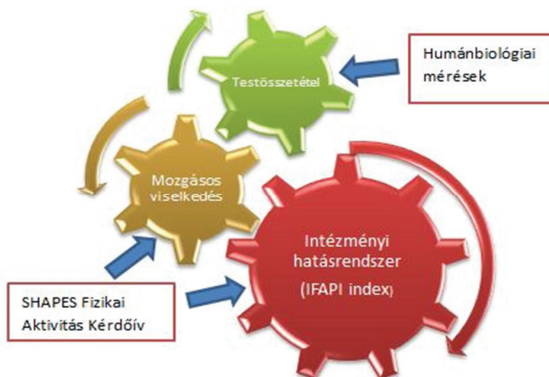 Testösszetétel
Humánbiológiai
mérések
Mozgásos
viselkedés
Intézményi
hatásrendszer
(IFAPI index)
SHAPES Fizikai
Aktivitás Kérdőív